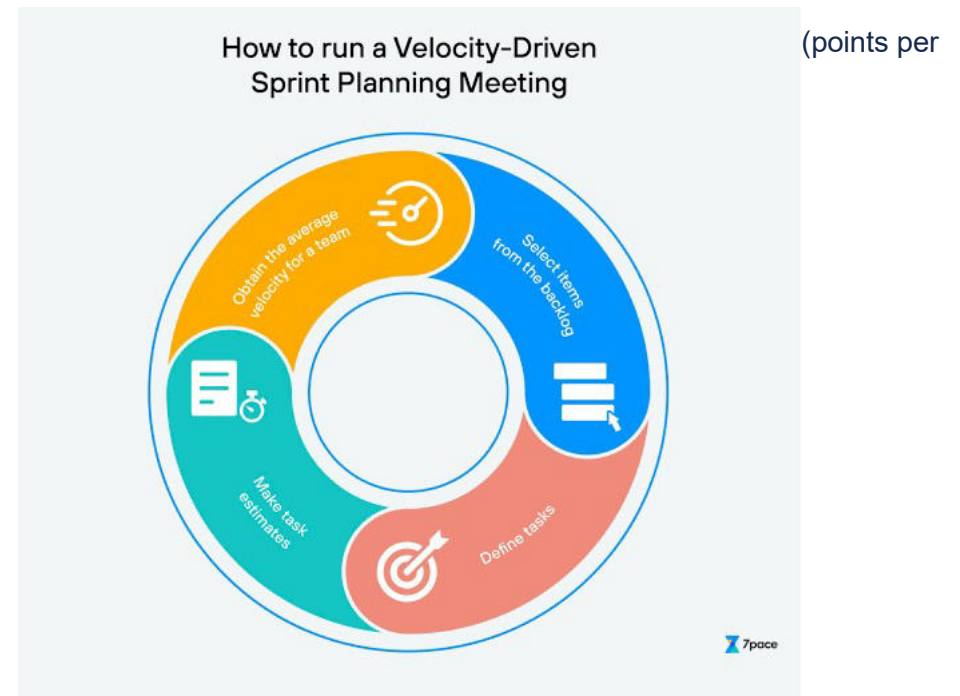 How to run a Velocity-Driven
Sprint Planning Meeting
(points per
Obtain the average
velocity for a team
Select items
from the backlog
Define tasks
Make task
estimates
7pace